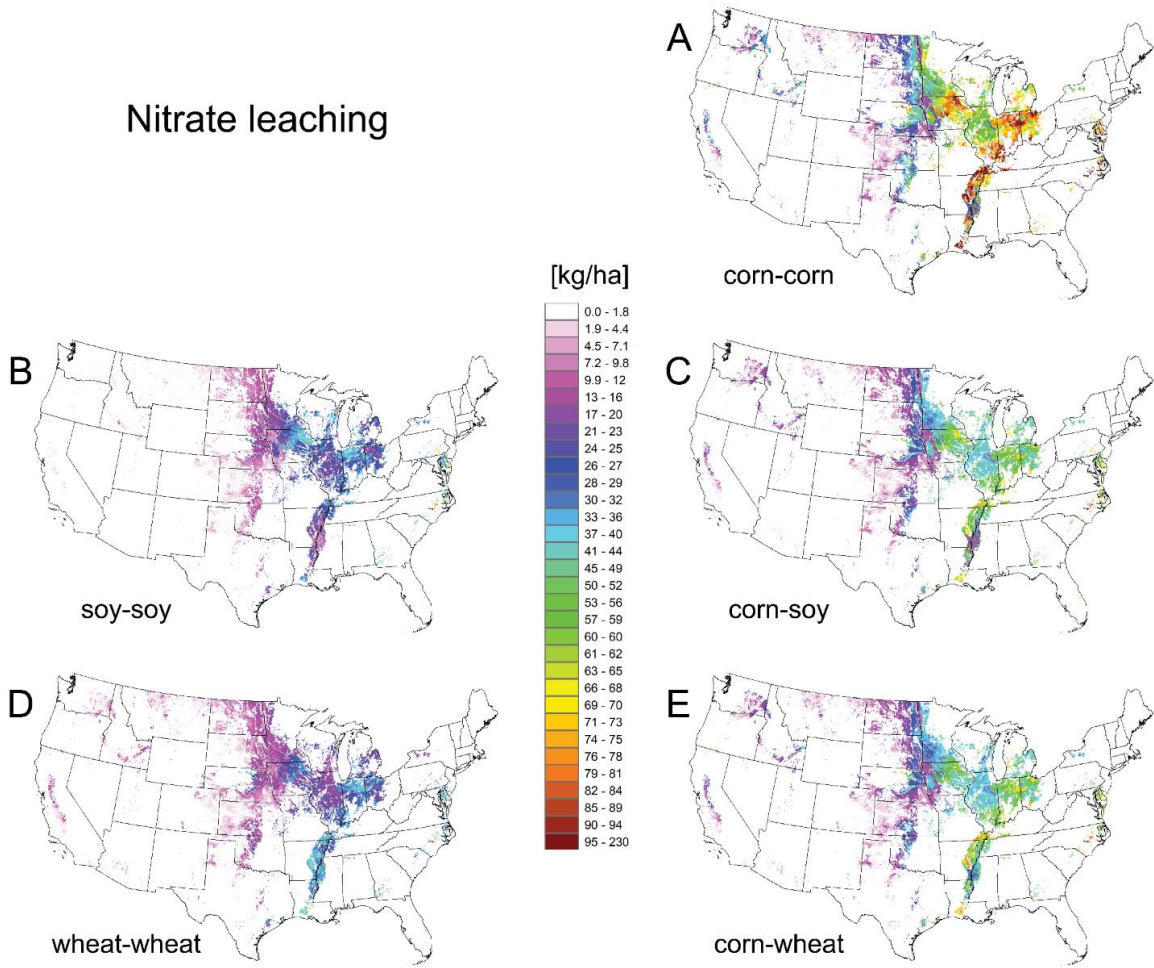 Nitrate leaching
A
corn-corn
[kg/ha]
0.0 - 1.8
1.9 - 4.4
4.5 - 7.1
7.2 - 9.8
9.9 - 12
13 - 16
17 - 20
21 - 23
24 - 25
26 - 27
28 - 29
30 - 32
33 - 36
37 - 40
41 - 44
45 - 49
50 - 52
53 - 56
57 - 59
60 - 60
61 - 62
63 - 65
66 - 68
69 - 70
71 - 73
74 - 75
76 - 78
79 - 81
82 - 84
85 - 89
90 - 94
95 - 230
B
soy-soy
C
corn-soy
D
wheat-wheat
E
corn-wheat